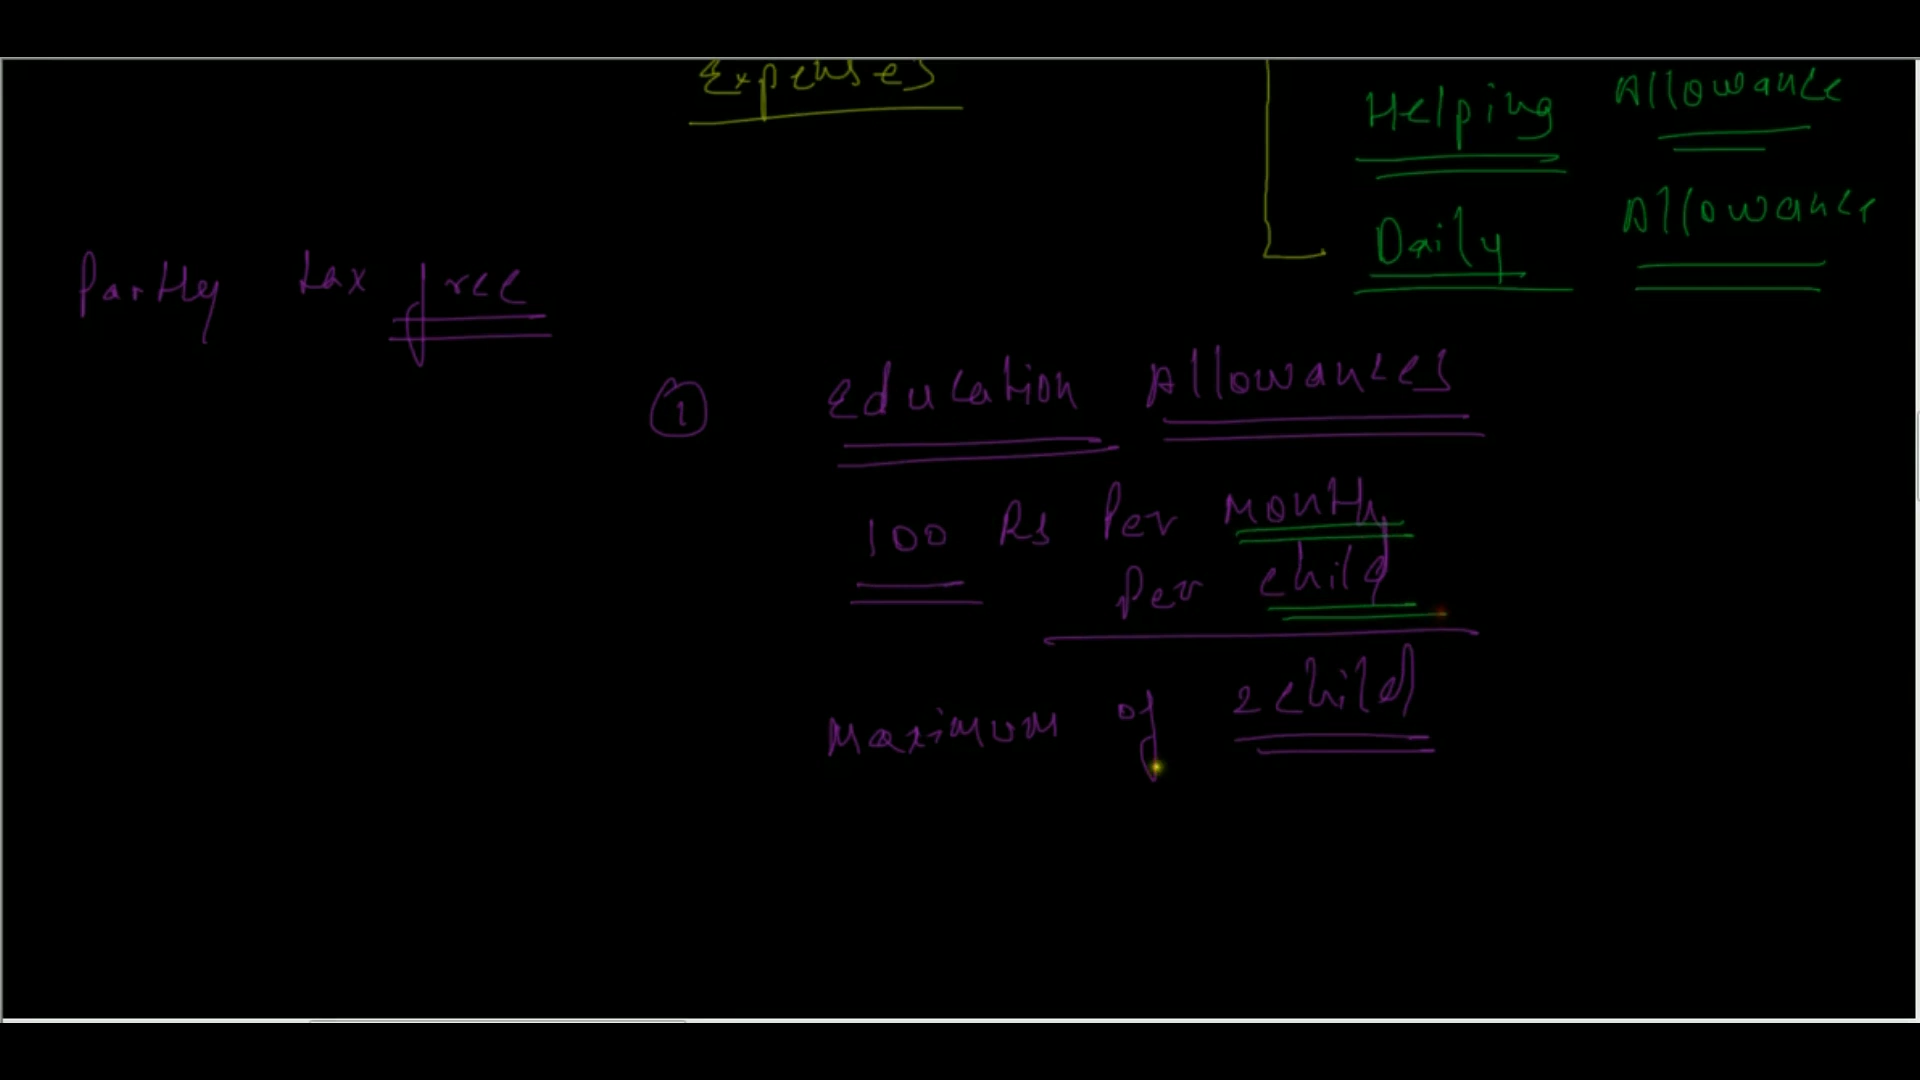 Expenses
Helping Allowance
Daily Allowance
Partly tax free
1 Education Allowances
100 Rs Per Month
Per child
Maximum of 2 child